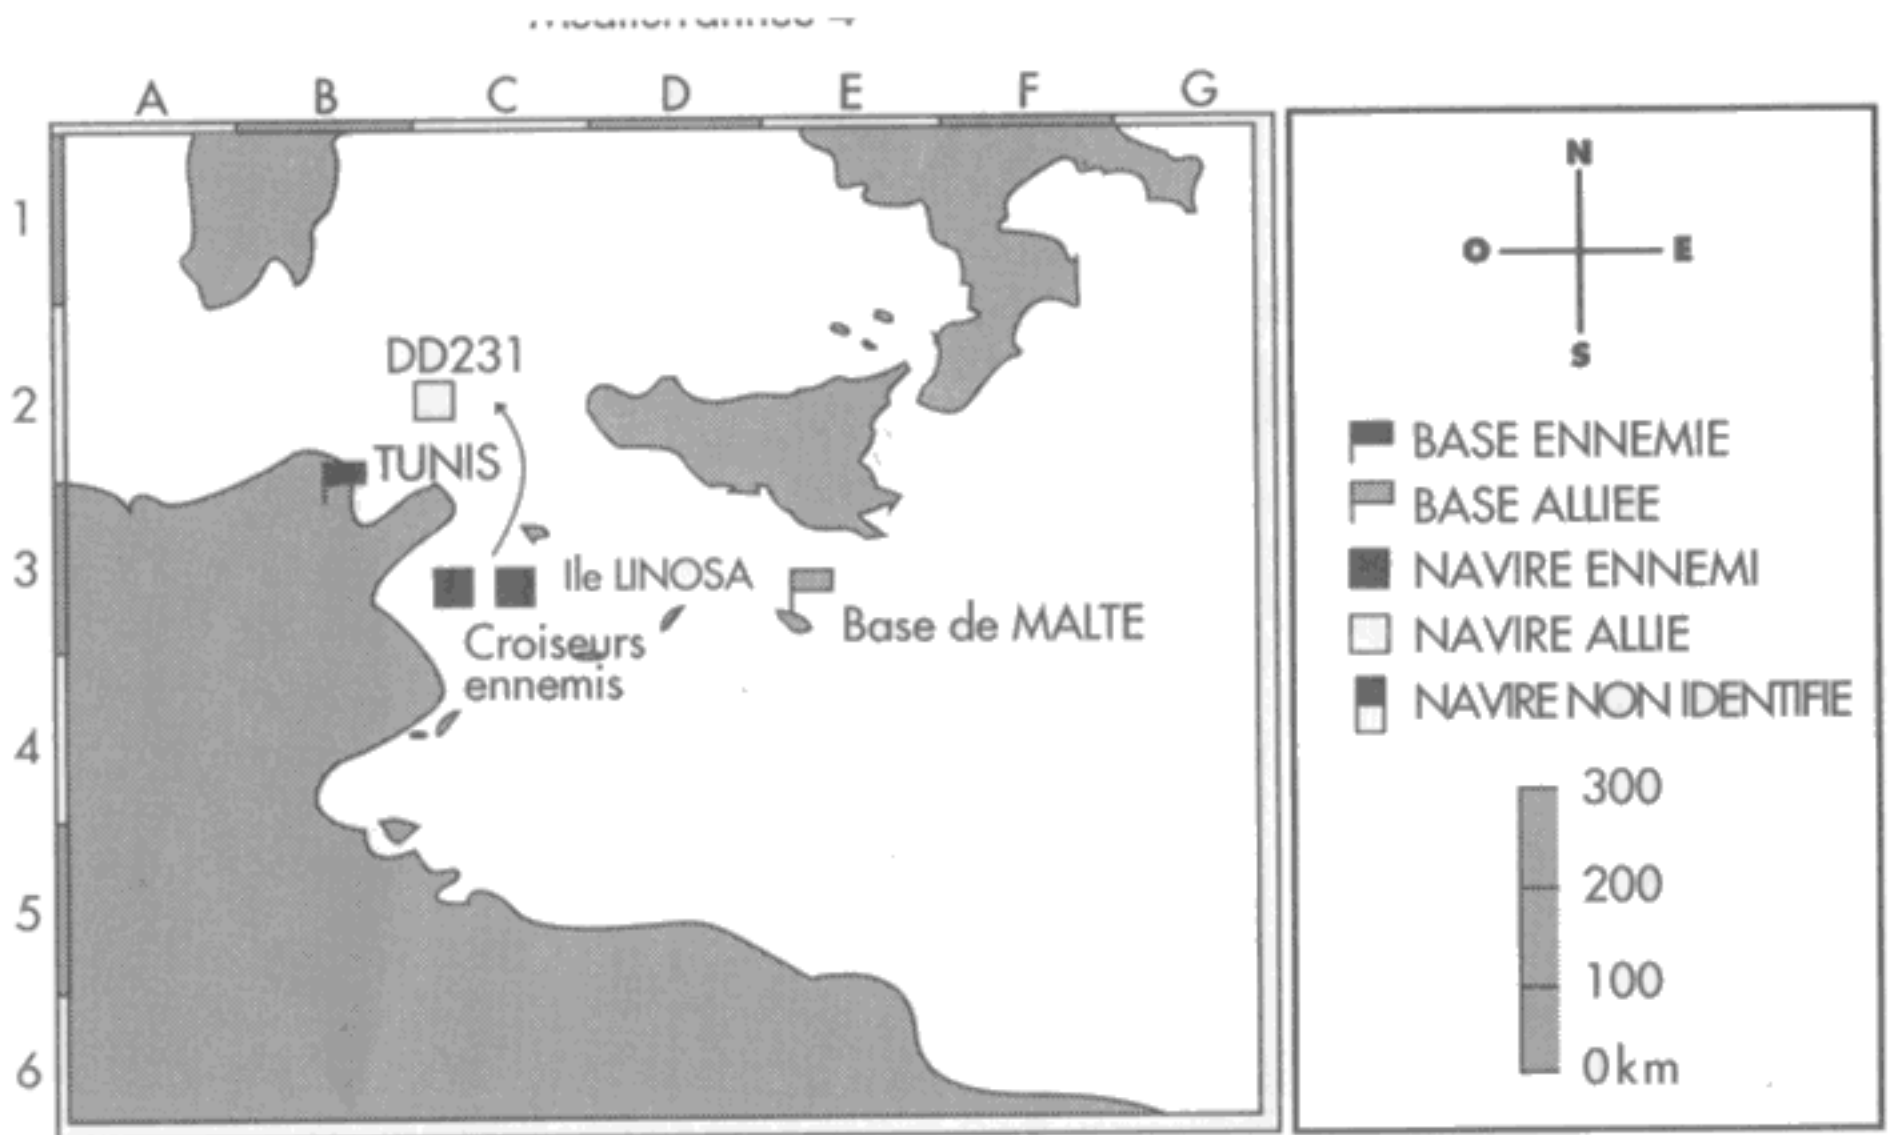 A B C D E F G
1
2
3
4
5
6
DD231
TUNIS
Ile LINOSA
Croiseurs
ennemis
Base de MALTE
N
O E
S
BASE ENNEMIE
BASE ALLIEE
NAVIRE ENNEMI
NAVIRE ALLIE
NAVIRE NON IDENTIFIE
300
200
100
0km